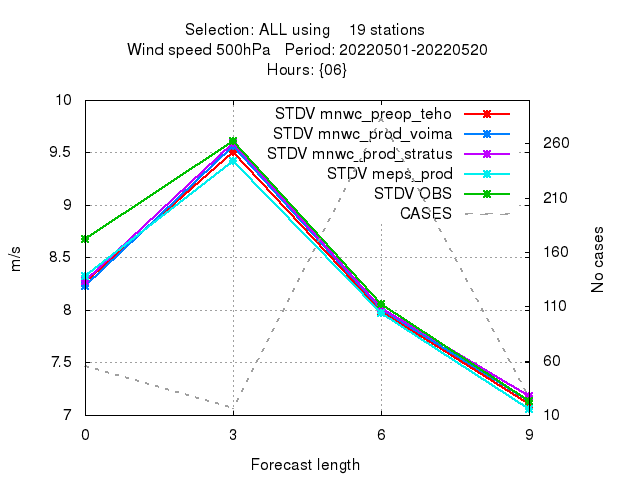 Selection: ALL using 19 stations
Wind speed 500hPa Period: 20220501-20220520
Hours: {06}
STDV mnwc_preop_teho
STDV mnwc_prod_voima
STDV mnwc_prod_stratus
STDV meps_prod
STDV OBS
CASES
10
9.5
9
8.5
8
7.5
7
m/s
260
210
160
110
60
10
No cases
0 3 6 9
Forecast length